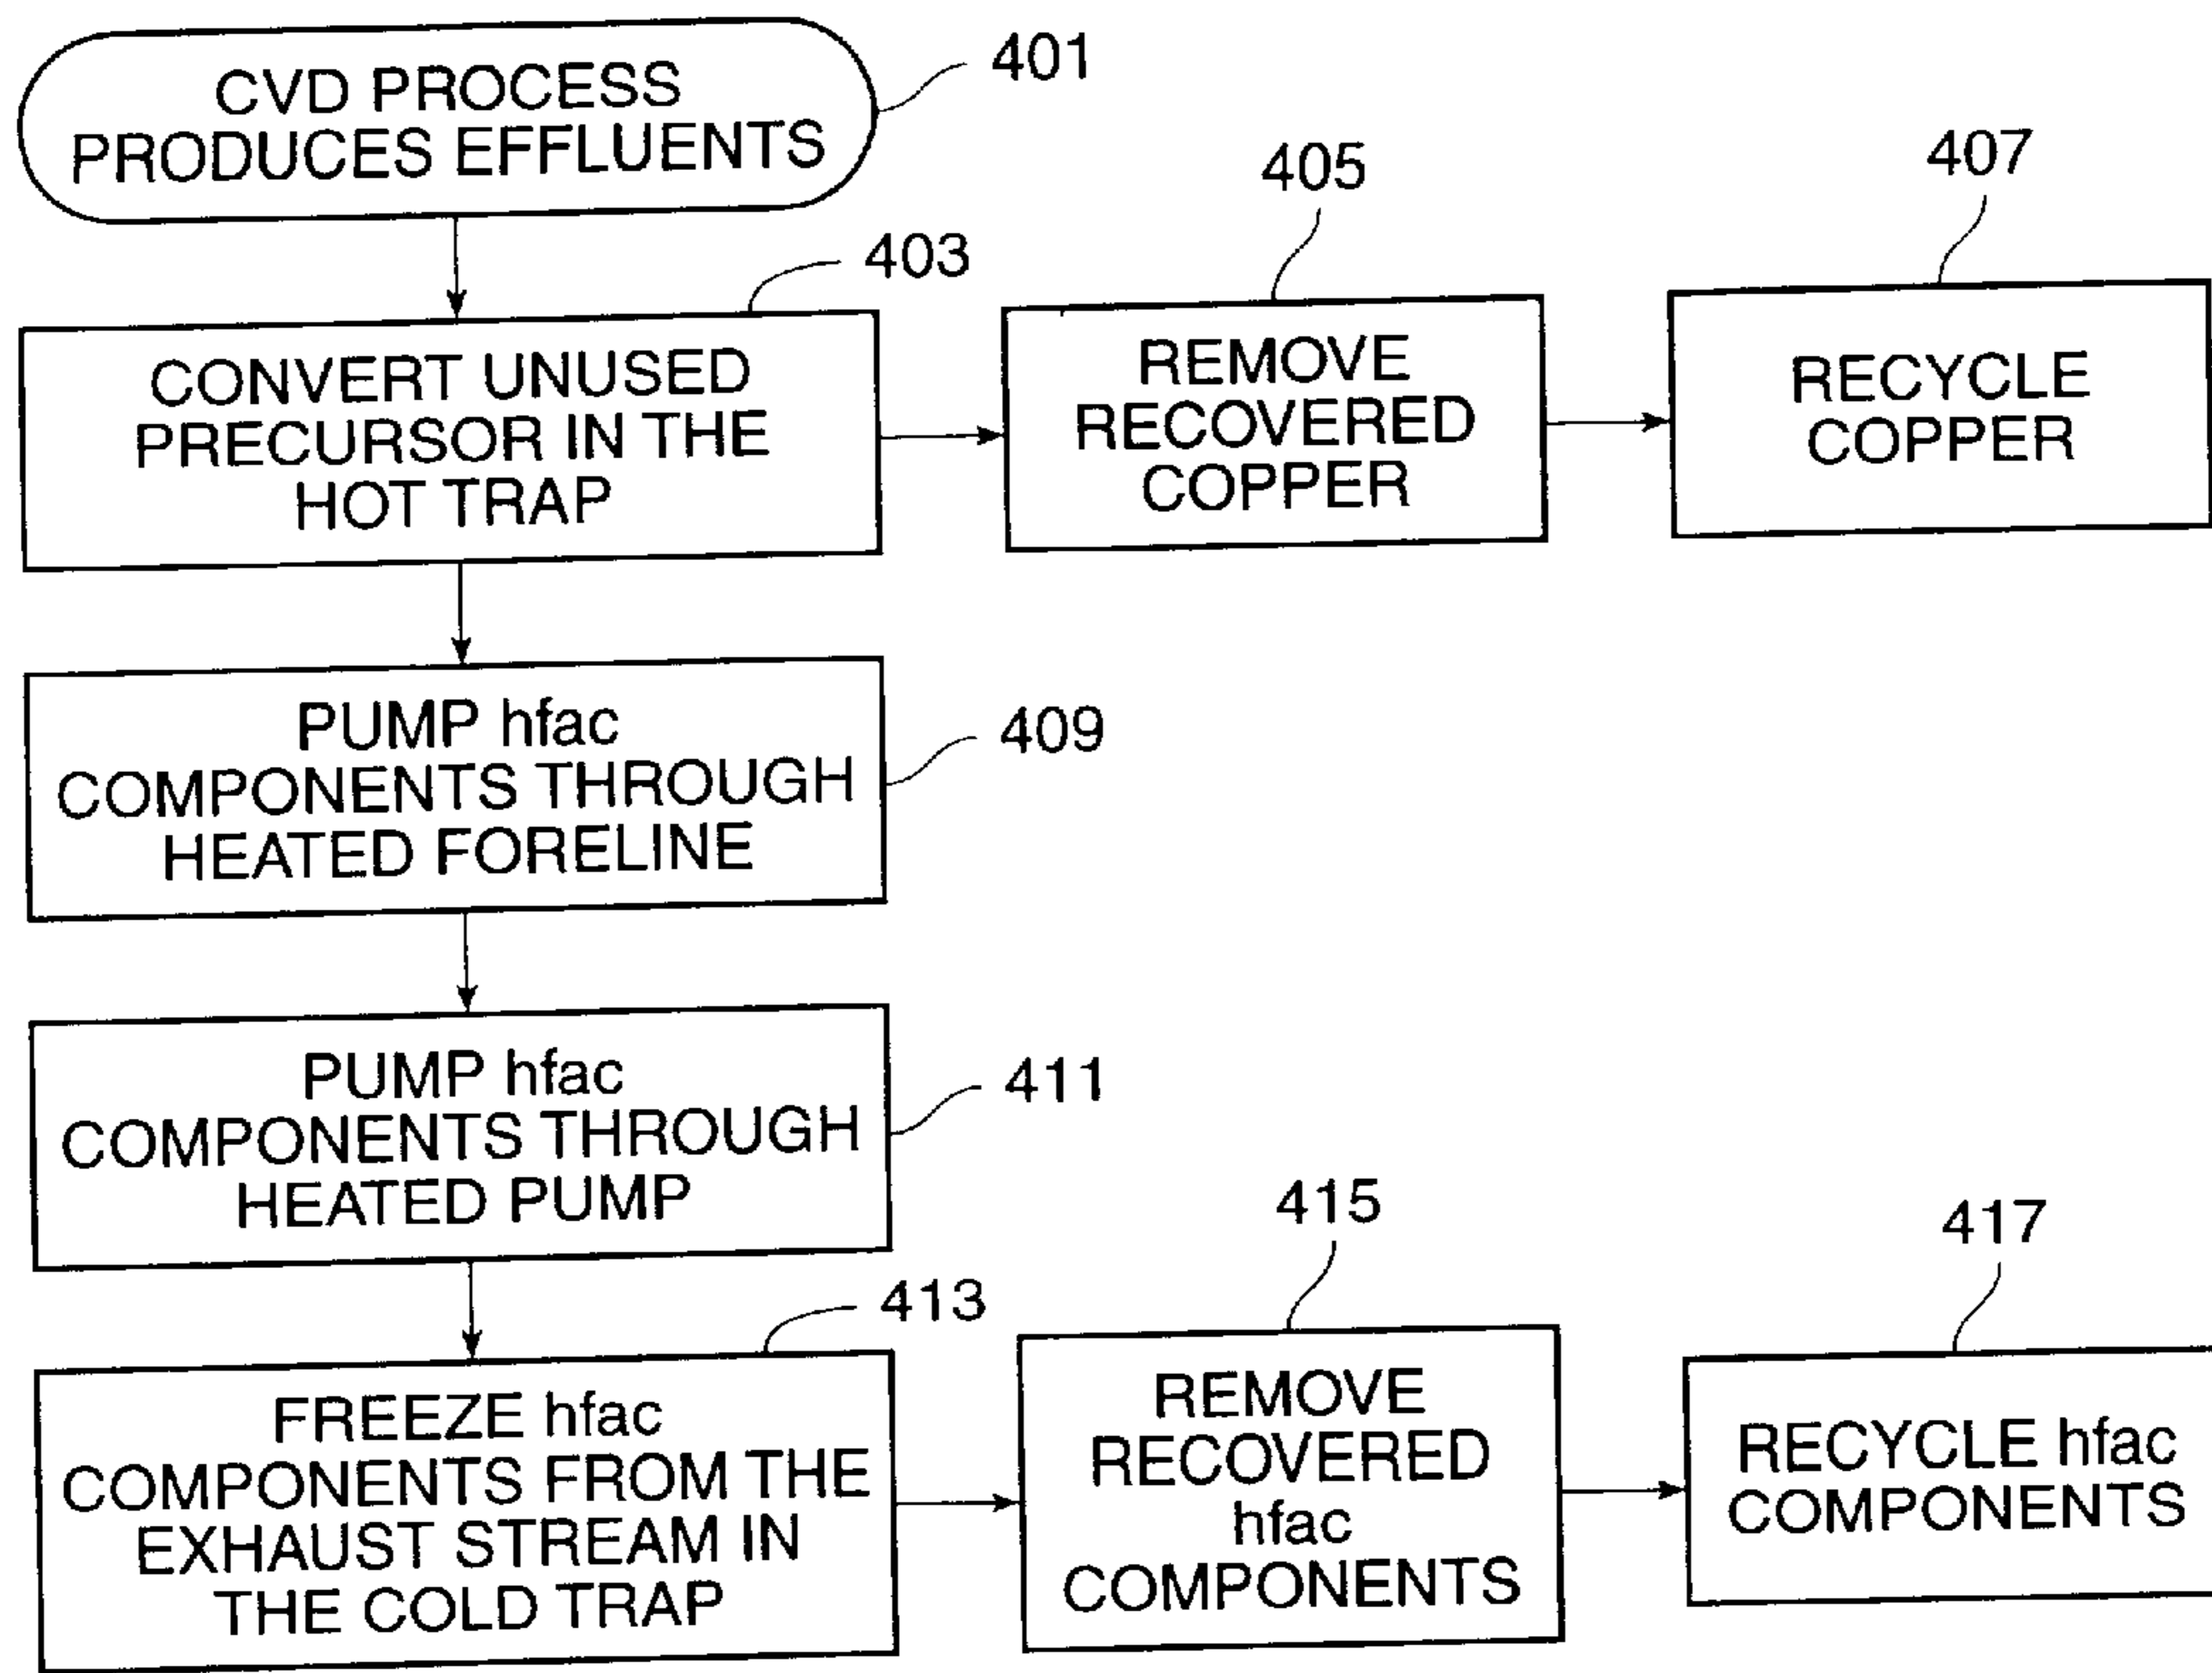 CVD PROCESS
PRODUCES EFFLUENTS
401
CONVERT UNUSED
PRECURSOR IN THE
HOT TRAP
403
REMOVE
RECOVERED
COPPER
405
RECYCLE
COPPER
407
PUMP hfac
COMPONENTS THROUGH
HEATED FORELINE
409
PUMP hfac
COMPONENTS THROUGH
HEATED PUMP
411
FREEZE hfac
COMPONENTS FROM THE
EXHAUST STREAM IN
THE COLD TRAP
413
REMOVE
RECOVERED
hfac
COMPONENTS
415
RECYCLE hfac
COMPONENTS
417